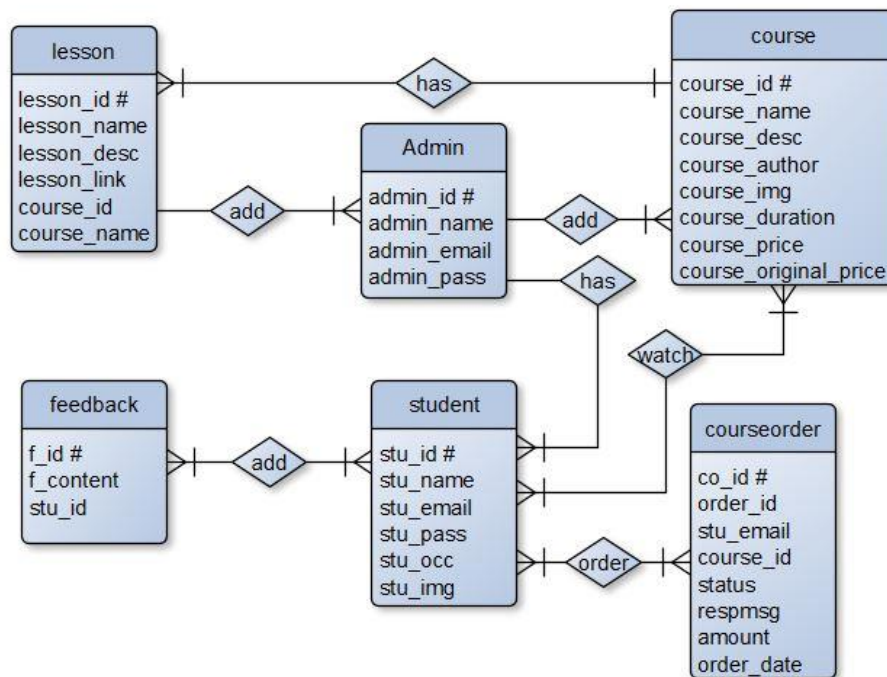 lesson
lesson_id #
lesson_name
lesson_desc
lesson_link
course_id
course_name
has
course
course_id #
course_name
course_desc
course_author
course_img
course_duration
course_price
course_original_price
add
Admin
admin_id #
admin_name
admin_email
admin_pass
add
has
watch
feedback
f_id #
f_content
stu_id
add
student
stu_id #
stu_name
stu_email
stu_pass
stu_occ
stu_img
order
courseorder
co_id #
order_id
stu_email
course_id
status
respmsg
amount
order_date